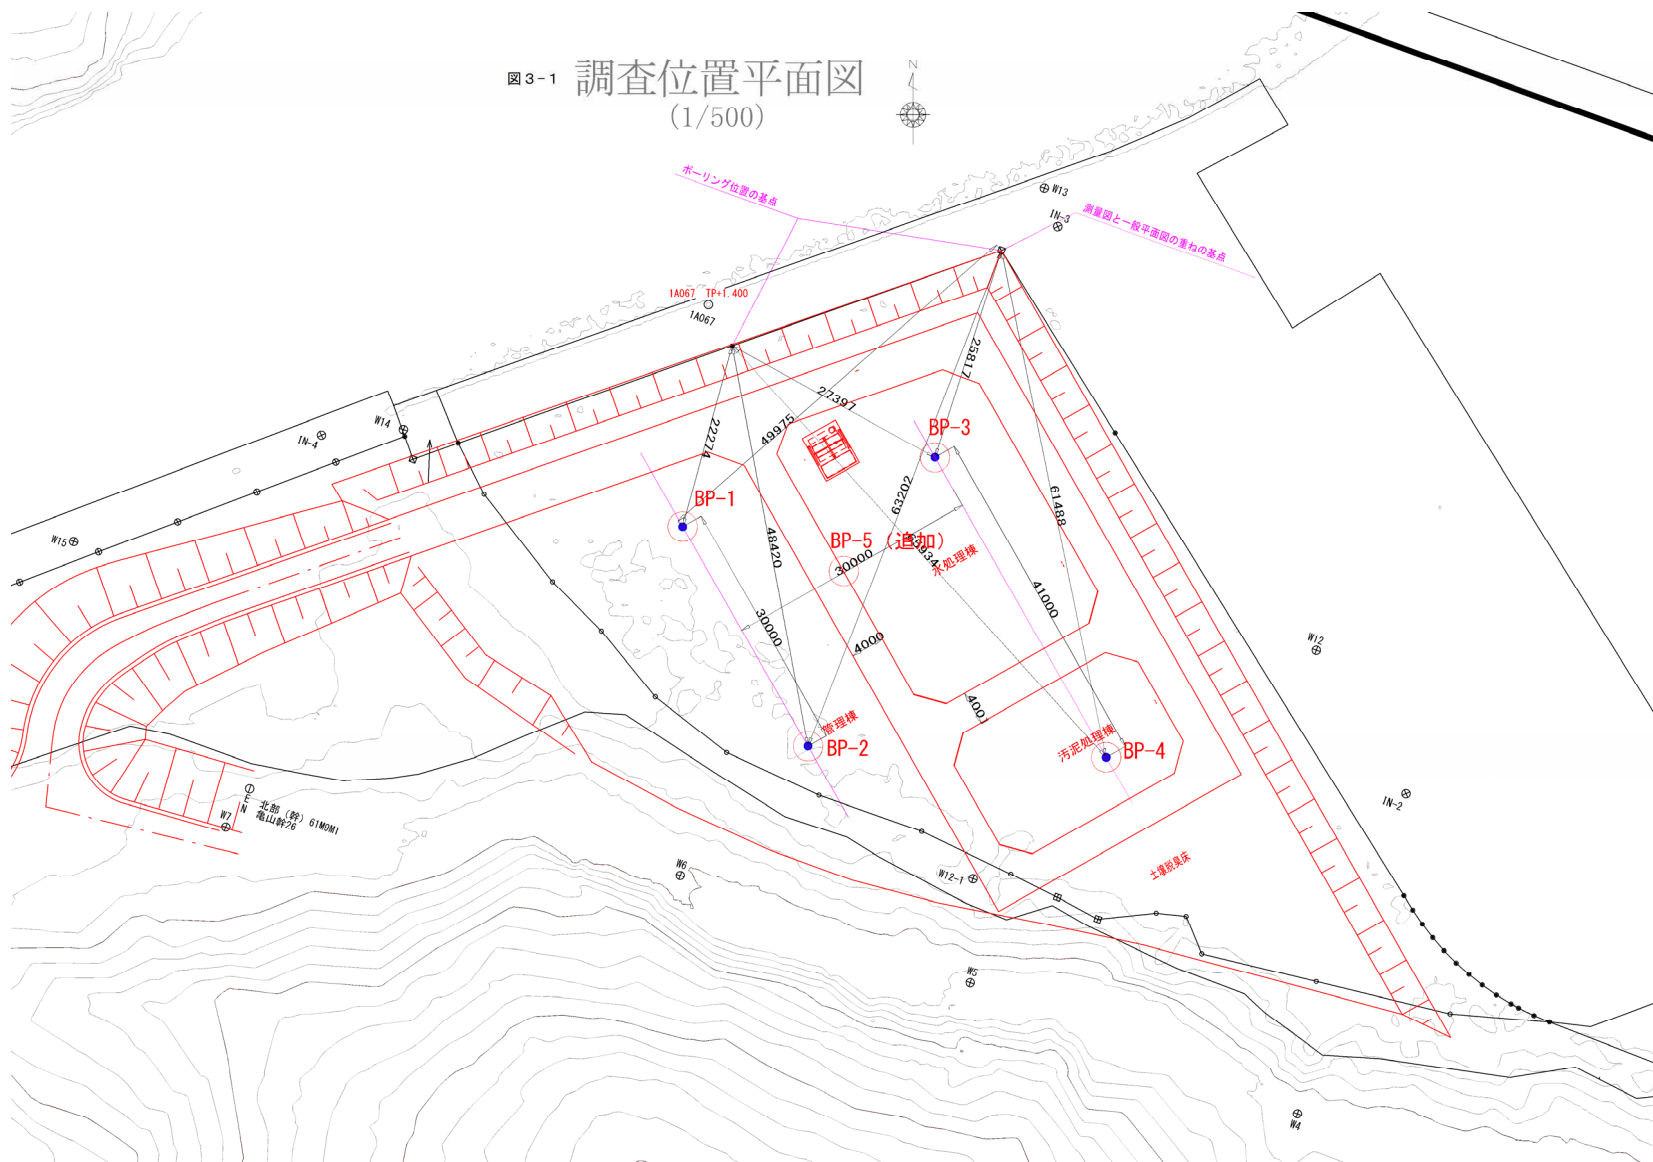 図3-1 調査位置平面図
(1/500)
N
ボーリング位置の基点
W13
IN-3
測量図と一般平面図の重ねの基点
1A067 TP+1.400
1A067
25817
27397
22274
49975
W14
IN-4
BP-3
BP-1
63202
61488
W15
48420
BP-5（追加）
30000
63934
水処理棟
41000
30000
4000
W12
4001
管理棟
BP-2
汚泥処理棟
BP-4
IN-2
E
N
北部（幹）61M0M1
亀山幹26
W7
W6
W12-1
土壌脱臭床
W5
W4